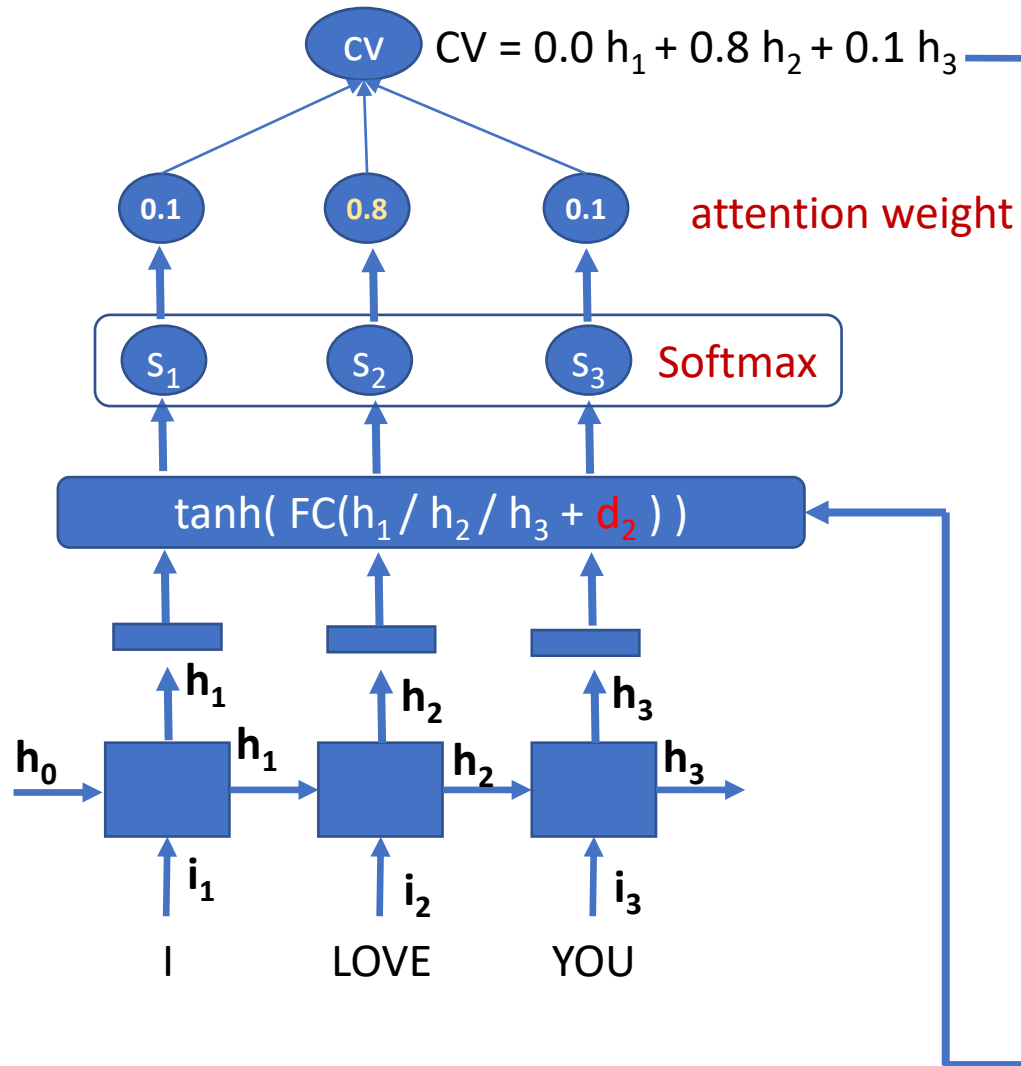 cv CV = 0.0 h₁ + 0.8 h₂ + 0.1 h₃
0.1 0.8 0.1 attention weight
s₁ s₂ s₃ Softmax
tanh( FC(h₁ / h₂ / h₃ + d₂ ) )
h₁ h₂ h₃
h₀ h₁ h₂ h₃
i₁ i₂ i₃
I LOVE YOU